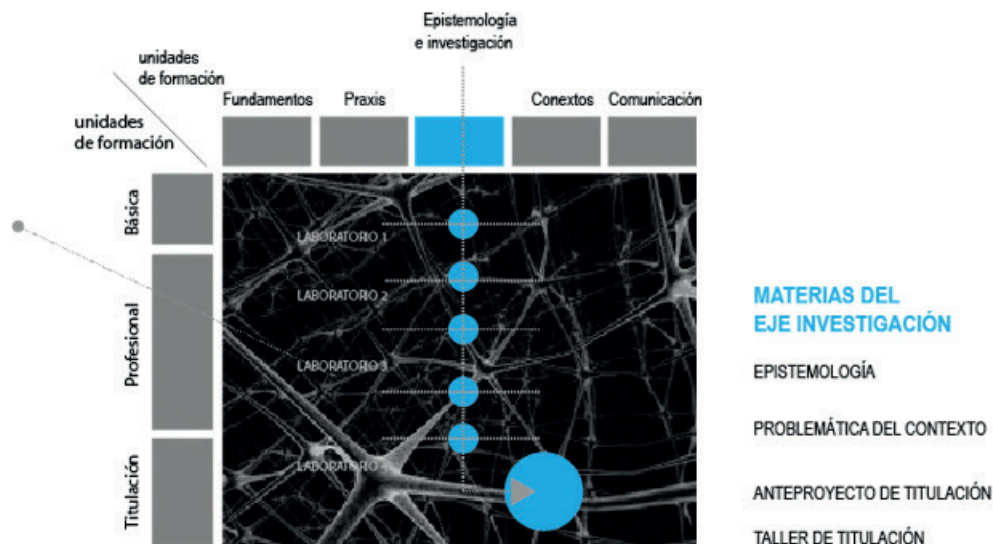 Epistemología
e investigación
unidades
de formación
unidades
de formación
Fundamentos Praxis Conextos Comunicación
Básica
Profesional
Titulación
LABORATORIO 1
LABORATORIO 2
LABORATORIO 3
LABORATORIO
MATERIAS DEL
EJE INVESTIGACIÓN
EPISTEMOLOGÍA
PROBLEMÁTICA DEL CONTEXTO
ANTEPROYECTO DE TITULACIÓN
TALLER DE TITULACIÓN